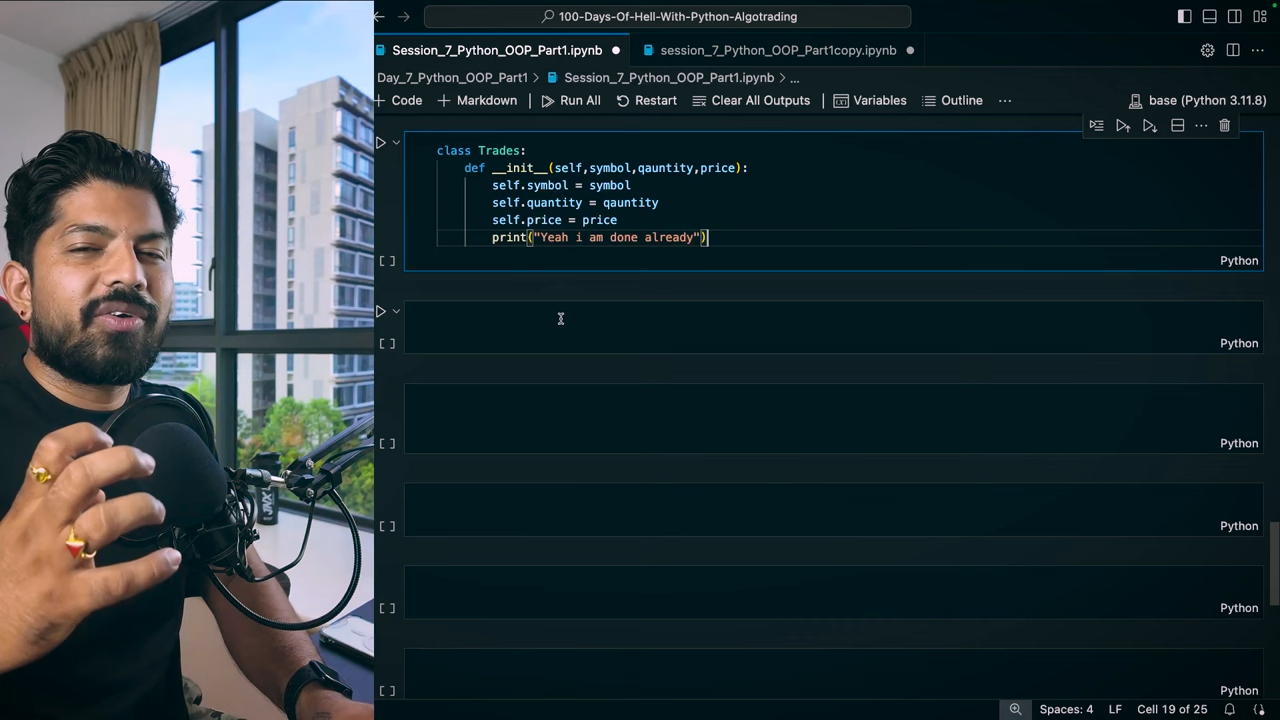 100-Days-Of-Hell-With-Python-Algotrading
Session_7_Python_OOP_Part1.ipynb
session_7_Python_OOP_Part1copy.ipynb
Day_7_Python_OOP_Part1 > Session_7_Python_OOP_Part1.ipynb > ...
+ Code + Markdown Run All Restart Clear All Outputs Variables Outline ... base (Python 3.11.8)
class Trades:
def __init__(self,symbol,qauntity,price):
self.symbol = symbol
self.quantity = qauntity
self.price = price
print("Yeah i am done already")
[ ] Python
[ ] Python
[ ] Python
[ ] Python
[ ] Python
[ ] Python
Spaces: 4 LF Cell 19 of 25